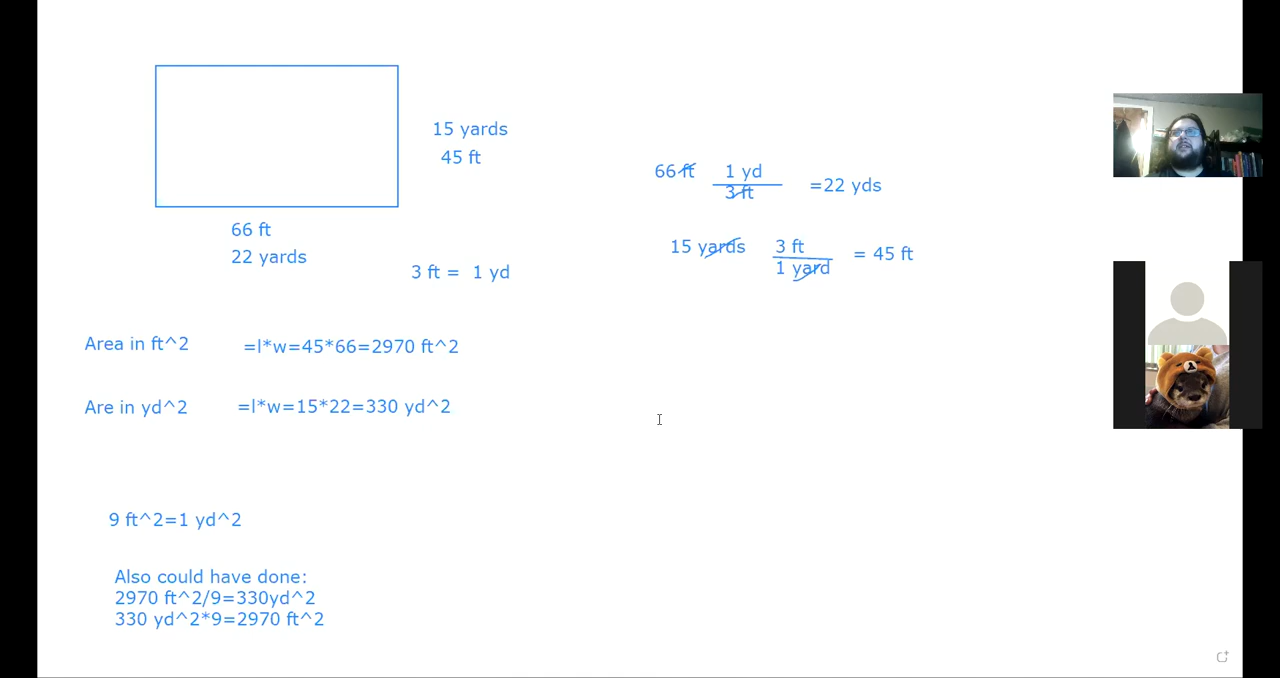 15 yards
45 ft
66 ft
22 yards
3 ft = 1 yd
66 ft 1 yd
3 ft
=22 yds
15 yards 3 ft
1 yard
= 45 ft
Area in ft^2 =l*w=45*66=2970 ft^2
Are in yd^2 =l*w=15*22=330 yd^2
9 ft^2=1 yd^2
Also could have done:
2970 ft^2/9=330yd^2
330 yd^2*9=2970 ft^2